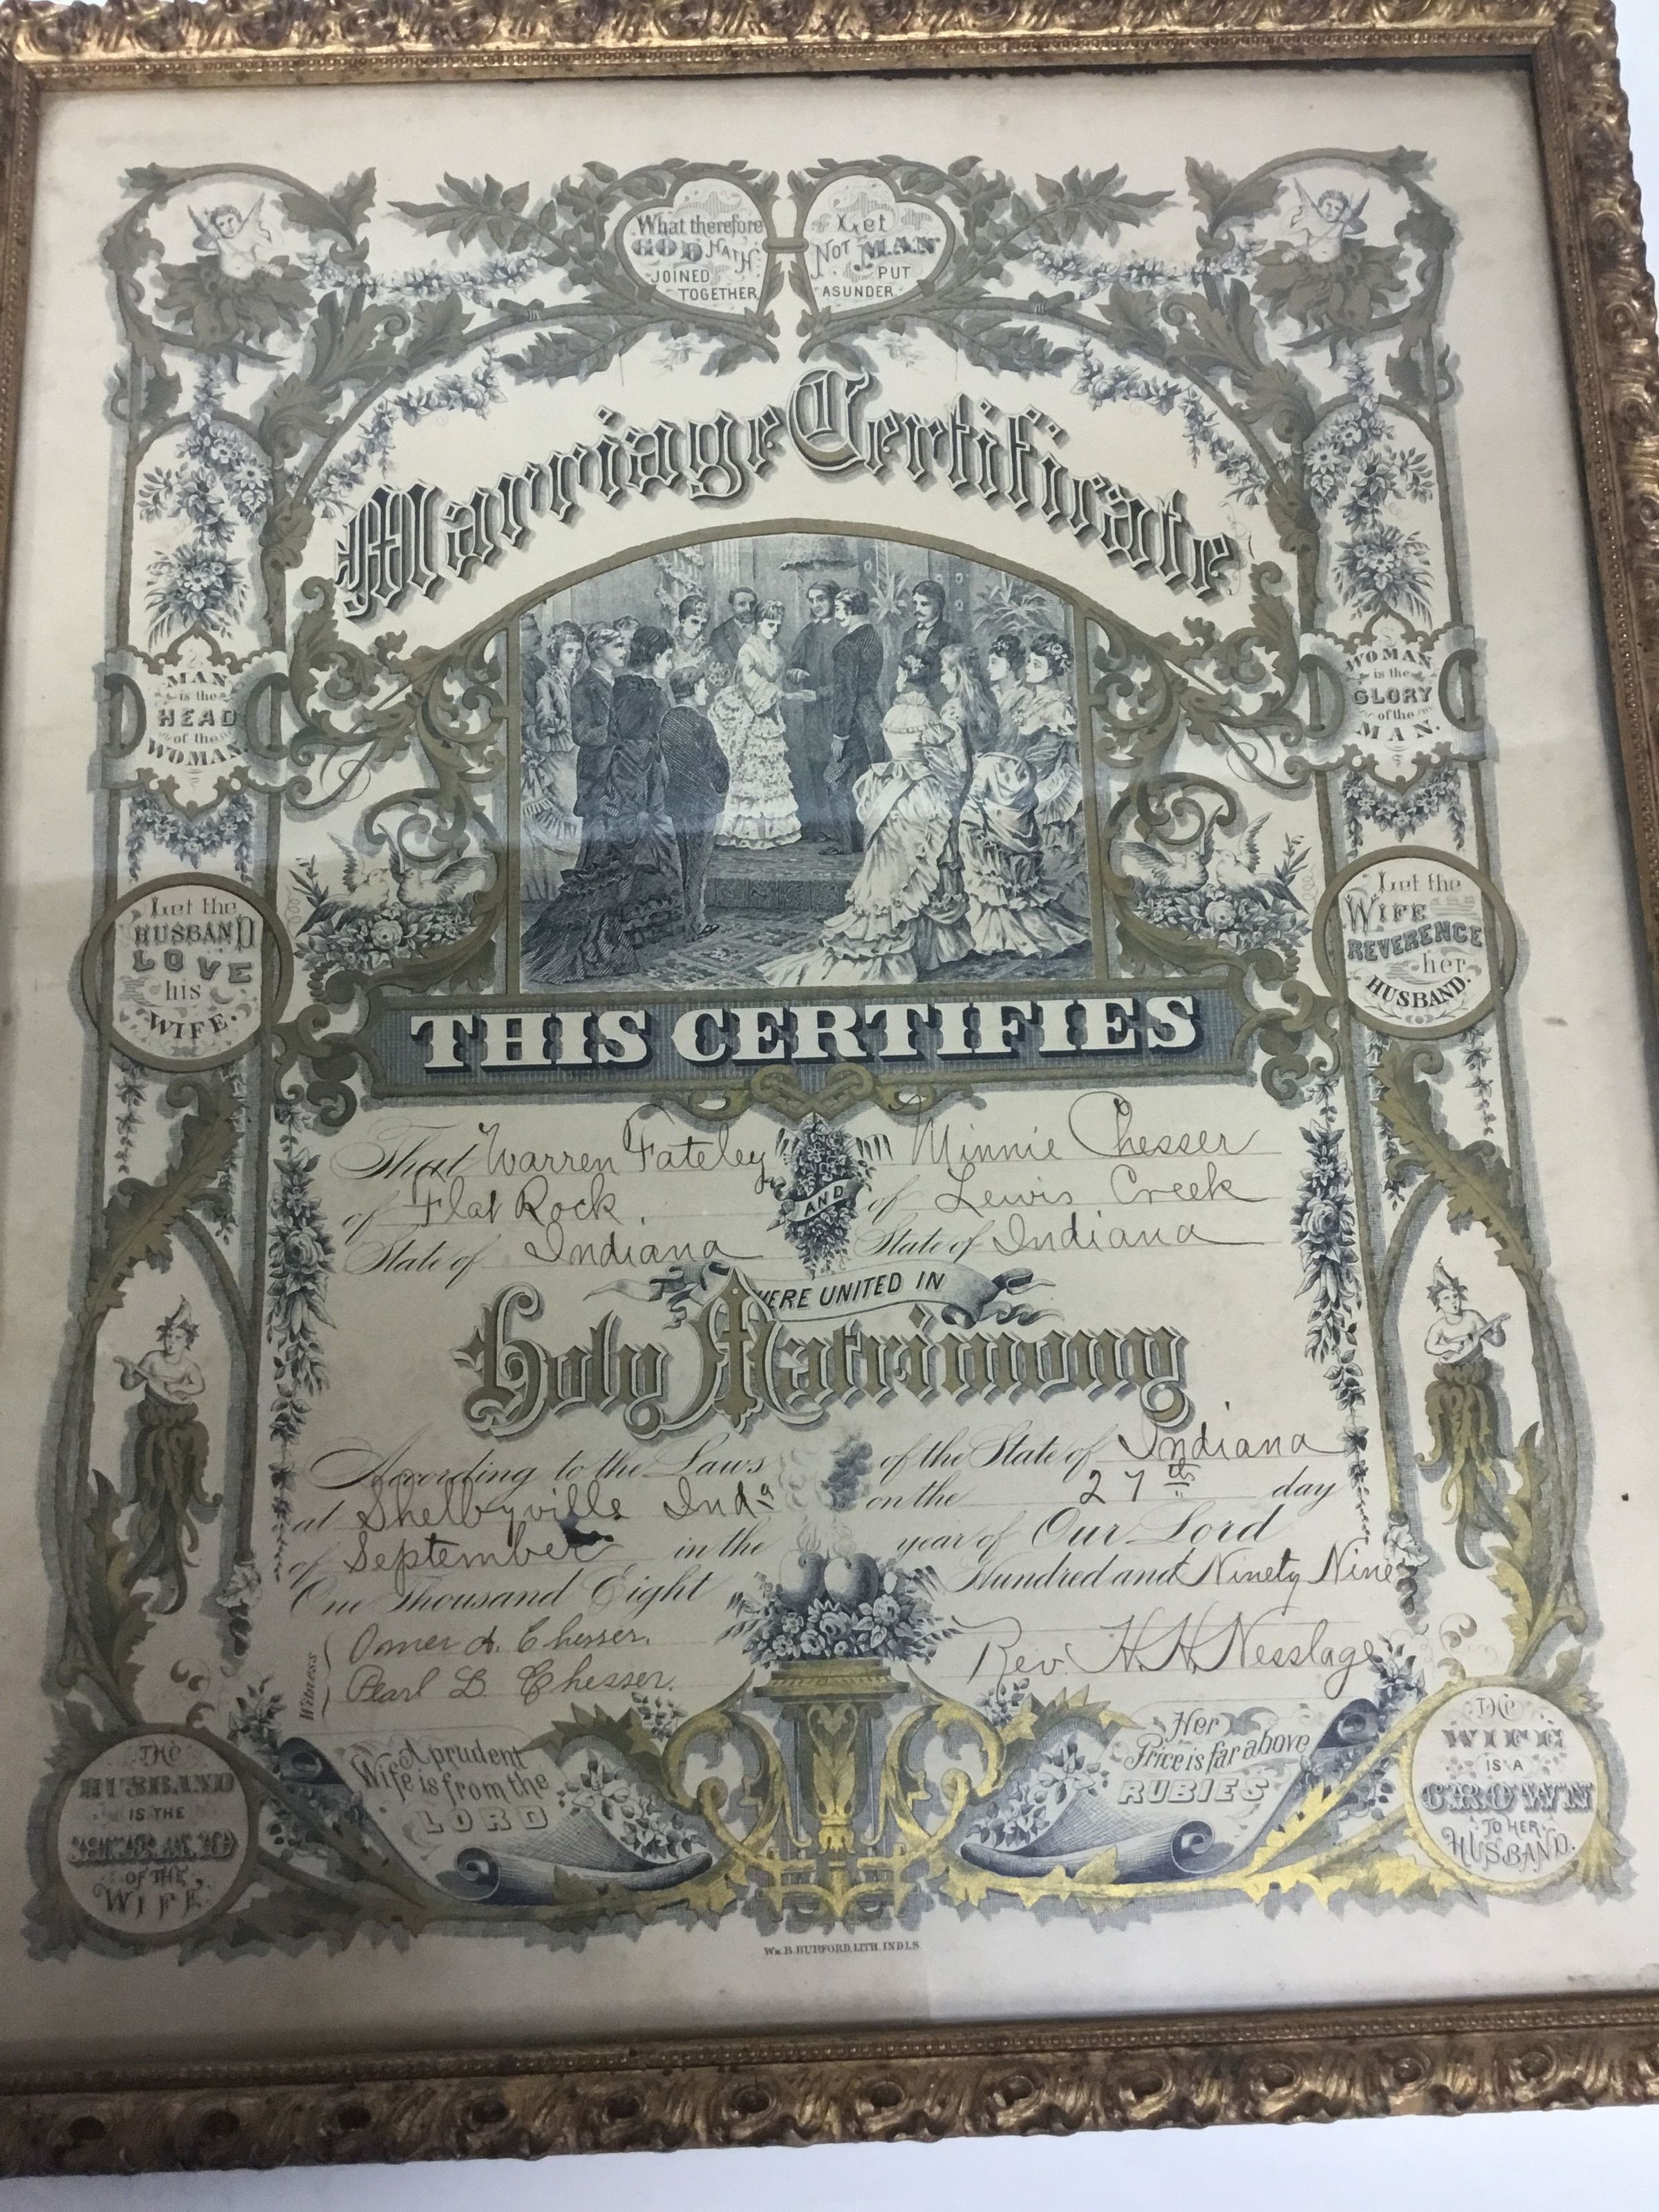 What therefore
GOD HATH
JOINED
TOGETHER
Let
NOT MAN
PUT
ASUNDER
Marriage Certificate
MAN
is the
HEAD
of the
WOMAN.
WOMAN
is the
GLORY
of the
MAN.
Let the
HUSBAND
LOVE
his
WIFE.
Let the
WIFE
REVERENCE
her
HUSBAND.
THIS CERTIFIES
That Warren Fateley AND Minnie Chesser
of Flat Rock. of Lewis Creek
State of Indiana State of Indiana
WERE UNITED IN
Holy Matrimony
According to the Laws of the State of Indiana
at Shelbyville Inda on the 27th day
of September in the year of Our Lord
One Thousand Eight Hundred and Ninety Nine
Witness
Omer A. Chesser.
Pearl B Chesser.
Rev. H. H. Nesslage
THE
HUSBAND
IS THE
HEAD
OF THE
WIFE
A prudent
Wife is from the
LORD
Her
Price is far above
RUBIES
THE
WIFE
IS A
CROWN
TO HER
HUSBAND.
WM. B. BURFORD, LITH. INDLS.